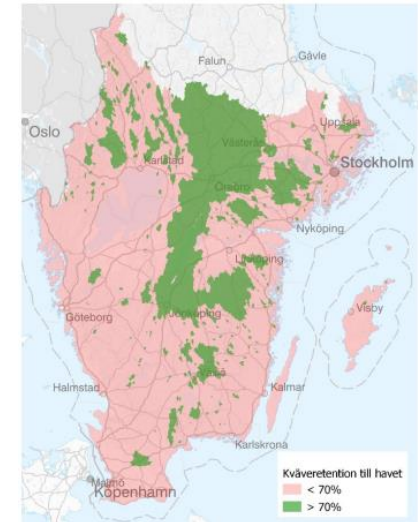 Falun
Gävle
Oslo
Uppsala
Västerås
Karlstad
Stockholm
Örebro
Nyköping
Linköping
Visby
Göteborg
Jönköping
Växjö
Halmstad
Kalmar
Karlskrona
Malmö
Köpenhamn
Kväveretention till havet
< 70%
> 70%